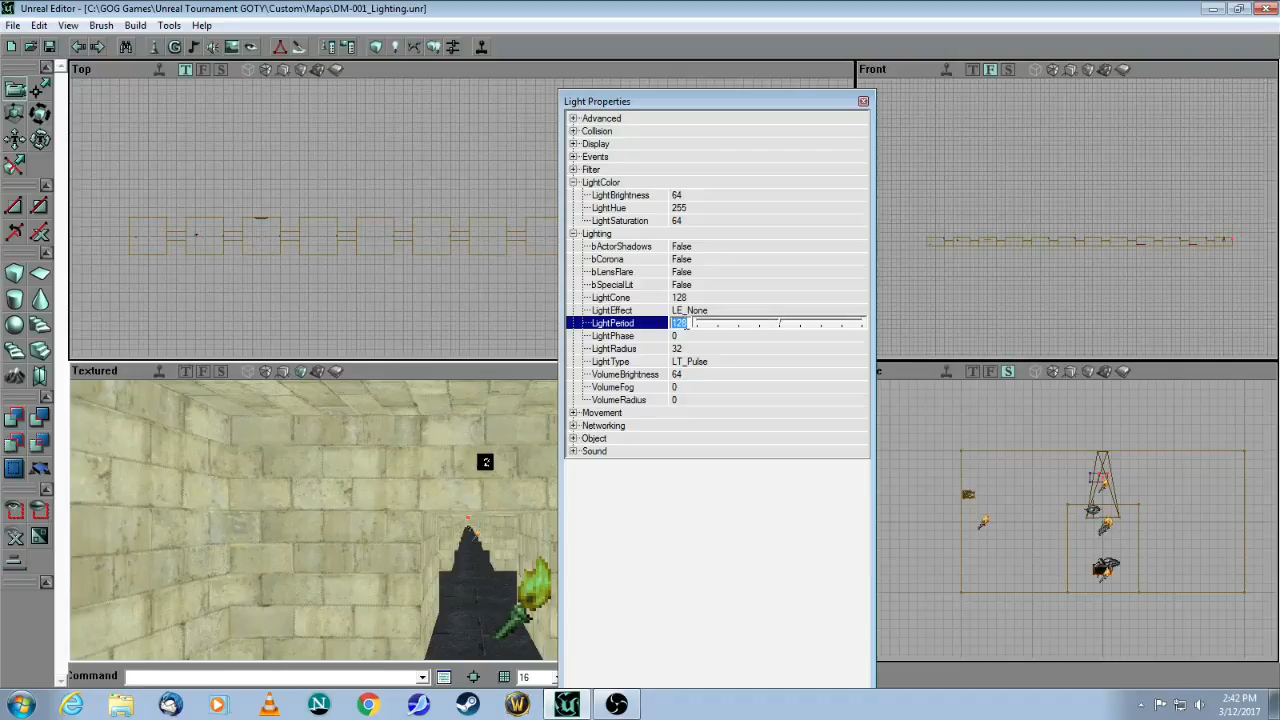 Unreal Editor - [C:\GOG Games\Unreal Tournament GOTY\Custom\Maps\DM-001_Lighting.unr]
File Edit View Brush Build Tools Help
Top T F S
Front T F S
Light Properties
Advanced
Collision
Display
Events
Filter
LightColor
LightBrightness 64
LightHue 255
LightSaturation 64
Lighting
bActorShadows False
bCorona False
bLensFlare False
bSpecialLit False
LightCone 128
LightEffect LE_None
LightPeriod
LightPhase 0
LightRadius 32
LightType LT_Pulse
VolumeBrightness 64
VolumeFog 0
VolumeRadius 0
Movement
Networking
Object
Sound
Textured T F S
T F S
2
Command 16
2:42 PM
3/12/2017